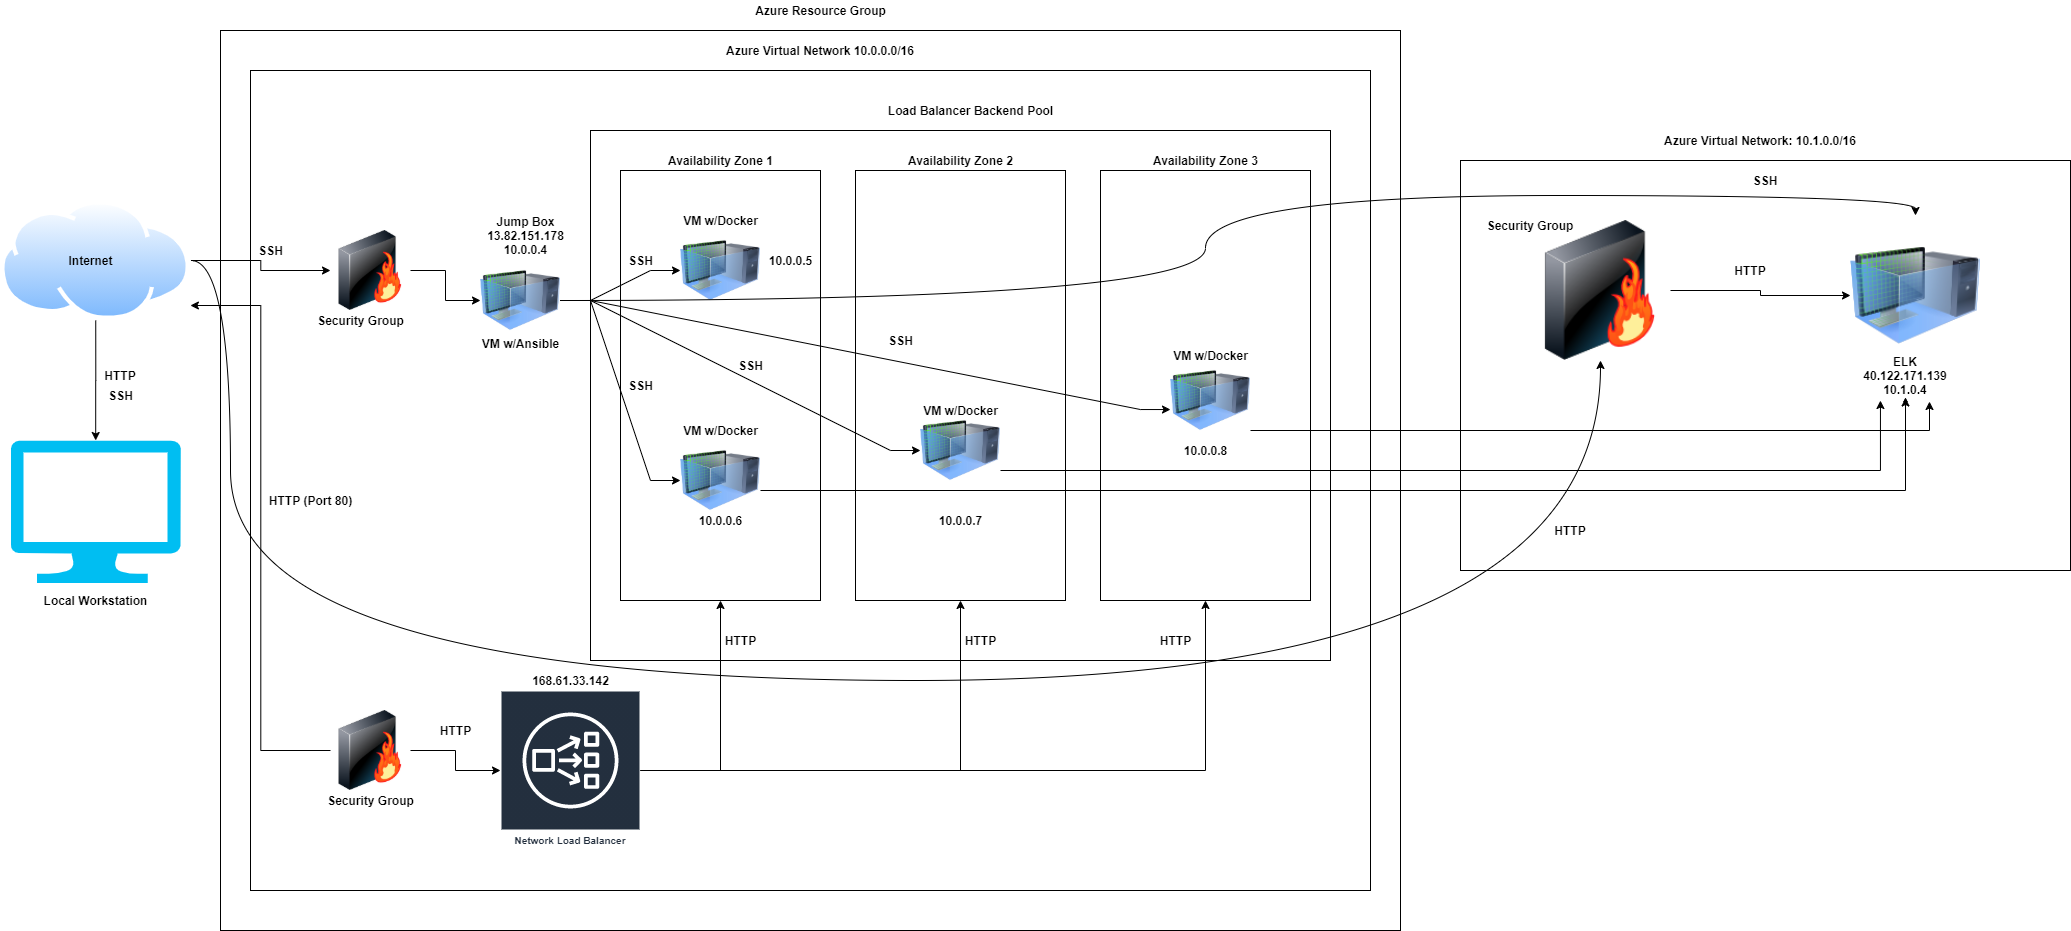 Azure Resource Group
Azure Virtual Network 10.0.0.0/16
Load Balancer Backend Pool
Azure Virtual Network: 10.1.0.0/16
Availability Zone 1
Availability Zone 2
Availability Zone 3
SSH
VM w/Docker
Security Group
Jump Box
13.82.151.178
10.0.0.4
Internet
SSH
SSH
10.0.0.5
HTTP
Security Group
VM w/Ansible
SSH
VM w/Docker
SSH
ELK
40.122.171.139
10.1.0.4
HTTP
SSH
SSH
VM w/Docker
VM w/Docker
10.0.0.8
HTTP (Port 80)
10.0.0.6
10.0.0.7
HTTP
Local Workstation
HTTP
HTTP
HTTP
168.61.33.142
HTTP
Security Group
Network Load Balancer